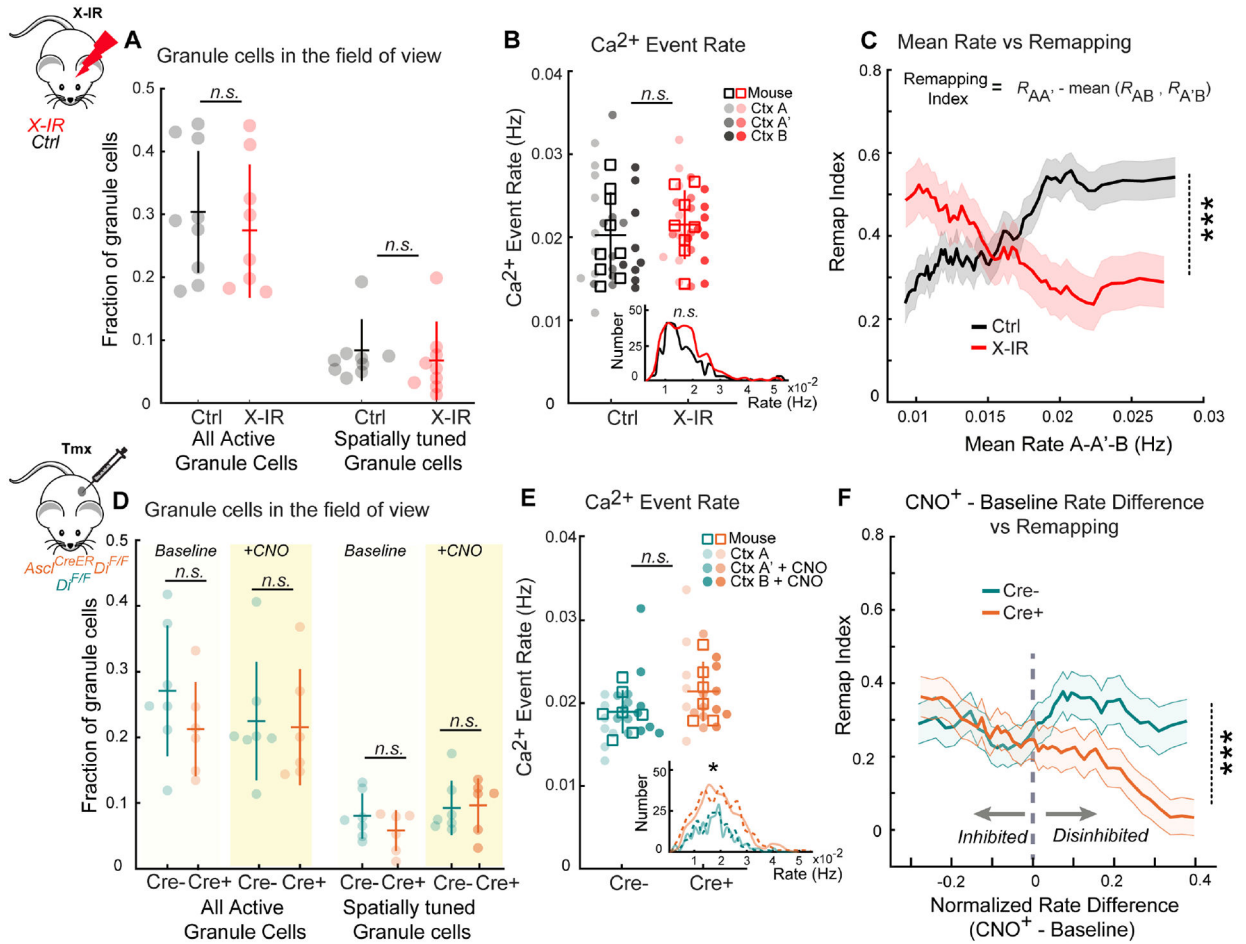 X-IR
X-IR
Ctrl
A
Granule cells in the field of view
n.s.
n.s.
Fraction of granule cells
0.5
0.4
0.3
0.2
0.1
0
Ctrl X-IR
All Active
Granule Cells
Ctrl X-IR
Spatially tuned
Granule cells
B
Ca2+ Event Rate
n.s.
Mouse
Ctx A
Ctx A'
Ctx B
Ca2+ Event Rate (Hz)
0.04
0.03
0.02
0.01
0
Ctrl X-IR
n.s.
Number
50
25
0
1 2 3 4 5 x10-2
Rate (Hz)
C
Mean Rate vs Remapping
Remapping
Index = RAA' - mean (RAB , RA'B)
Remap Index
0.8
0.6
0.4
0.2
0
Ctrl
X-IR
***
0.01 0.015 0.02 0.025 0.03
Mean Rate A-A'-B (Hz)
Tmx
AsclCreERDiF/F
DiF/F
D
Granule cells in the field of view
Baseline +CNO Baseline +CNO
n.s. n.s. n.s. n.s.
Fraction of granule cells
0.5
0.4
0.3
0.2
0.1
0
Cre- Cre+ Cre- Cre+ Cre- Cre+ Cre- Cre+
All Active
Granule Cells
Spatially tuned
Granule cells
E
Ca2+ Event Rate
n.s.
Mouse
Ctx A
Ctx A' + CNO
Ctx B + CNO
Ca2+ Event Rate (Hz)
0.04
0.03
0.02
0.01
0
Cre- Cre+
*
Number
50
25
0
1 2 3 4 5 x10-2
Rate (Hz)
F
CNO+ - Baseline Rate Difference
vs Remapping
Remap Index
0.8
0.6
0.4
0.2
0
Cre-
Cre+
***
Inhibited Disinhibited
-0.2 0 0.2 0.4
Normalized Rate Difference
(CNO+ - Baseline)